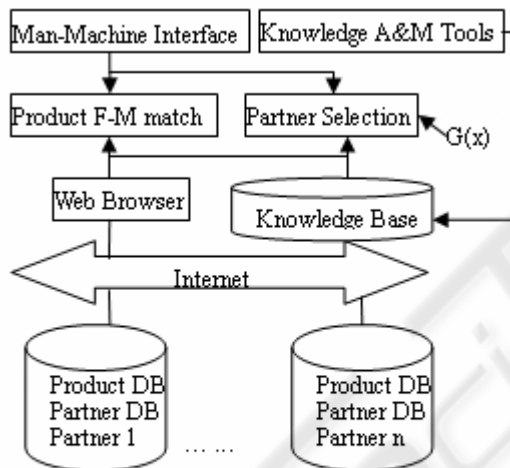 Man-Machine Interface
Knowledge A&M Tools
Product F-M match
Partner Selection
G(x)
Web Browser
Knowledge Base
Internet
Product DB
Partner DB
Partner 1
... ...
Product DB
Partner DB
Partner n